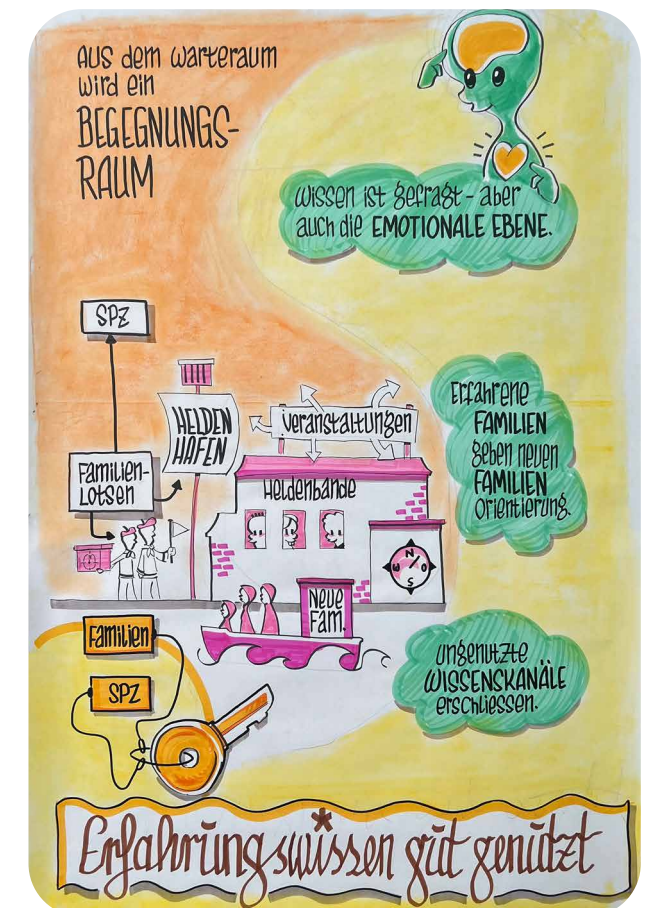 Aus dem Warteraum
wird ein
BEGEGNUNGS-
RAUM
Wissen ist gefragt - aber
auch die EMOTIONALE EBENE.
SPZ
HELDEN
HAFEN
Veranstaltungen
Familien-
Lotsen
Heldenbande
Erfahrene
FAMILIEN
geben neuen
FAMILIEN
Orientierung.
N
W O
S
Neue
Fam.
Familien
SPZ
Ungenutzte
WISSENSKANÄLE
erschliessen.
Erfahrungswissen gut genutzt